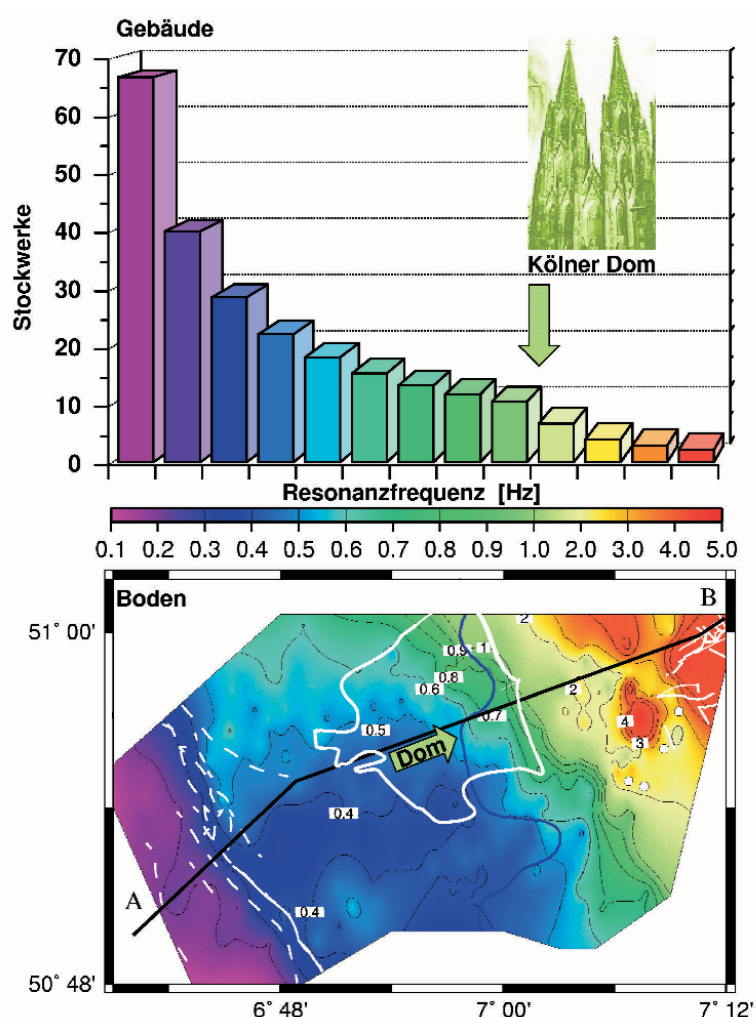 Gebäude
70
60
50
40
30
20
10
0
Stockwerke
Kölner Dom
Resonanzfrequenz [Hz]
0.1 0.2 0.3 0.4 0.5 0.6 0.7 0.8 0.9 1.0 2.0 3.0 4.0 5.0
Boden
B
51° 00'
2
0.9 1
0.8
0.6
2
0.7
0.5
4
3
Dom
0.4
A
0.4
50° 48'
6° 48' 7° 00' 7° 12'